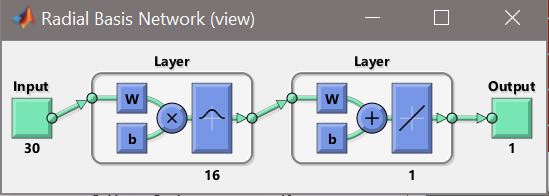 Radial Basis Network (view)
Layer Layer
Input Output
W W
b b
30 1
16 1